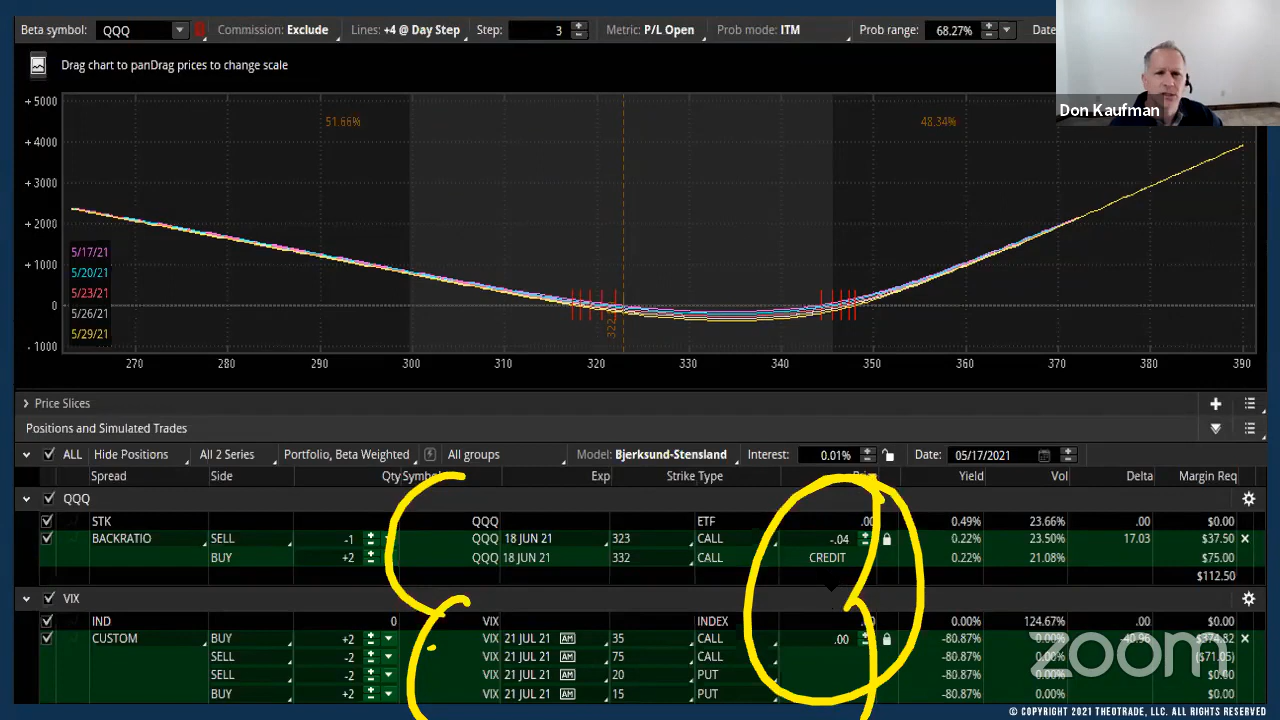 Beta symbol: QQQ Commission: Exclude Lines: +4 @ Day Step Step: 3 Metric: P/L Open Prob mode: ITM Prob range: 68.27% Date
Drag chart to panDrag prices to change scale
Don Kaufman
+5000
51.66% 48.34%
+4000
+3000
+2000
5/17/21
+1000
5/20/21
5/23/21
0
5/26/21
5/29/21
1000
270 280 290 300 310 320 330 340 350 360 370 380 390
Price Slices
Positions and Simulated Trades
ALL Hide Positions All 2 Series Portfolio, Beta Weighted All groups Model: Bjerksund-Stensland Interest: 0.01% Date: 05/17/2021
Spread Side Qty Symbol Exp Strike Type Yield Vol Delta Margin Req
QQQ
STK QQQ ETF .00 0.49% 23.66% .00 $0.00
BACKRATIO SELL -1 QQQ 18 JUN 21 323 CALL -.04 0.22% 23.50% 17.03 $37.50
BUY +2 QQQ 18 JUN 21 332 CALL CREDIT 0.22% 21.08% $75.00
$112.50
VIX
IND 0 VIX INDEX 0.00% 124.67% .00 $0.00
CUSTOM BUY +2 VIX 21 JUL 21 AM 35 CALL .00 -80.87% 0.00% -40.96 $374.82
SELL -2 VIX 21 JUL 21 AM 75 CALL -80.87% 0.00% ($71.05)
SELL -2 VIX 21 JUL 21 AM 20 PUT -80.87% 0.00% $0.00
BUY +2 VIX 21 JUL 21 AM 15 PUT -80.87% 0.00% $0.00
zoom
© COPYRIGHT 2021 THEOTRADE, LLC. ALL RIGHTS RESERVED